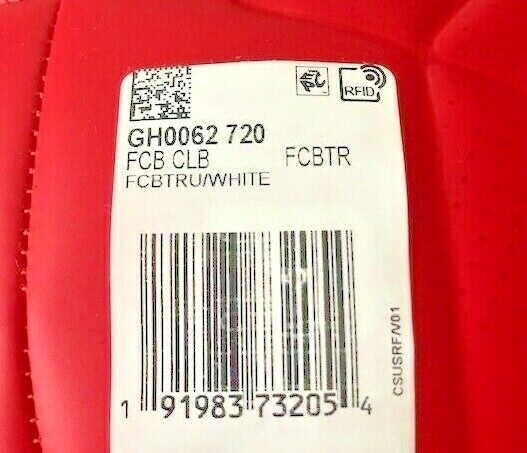 RFID
GH0062 720
FCB CLB FCBTR
FCBTRU/WHITE
CSUSRF/V01
1 91983 73205 4